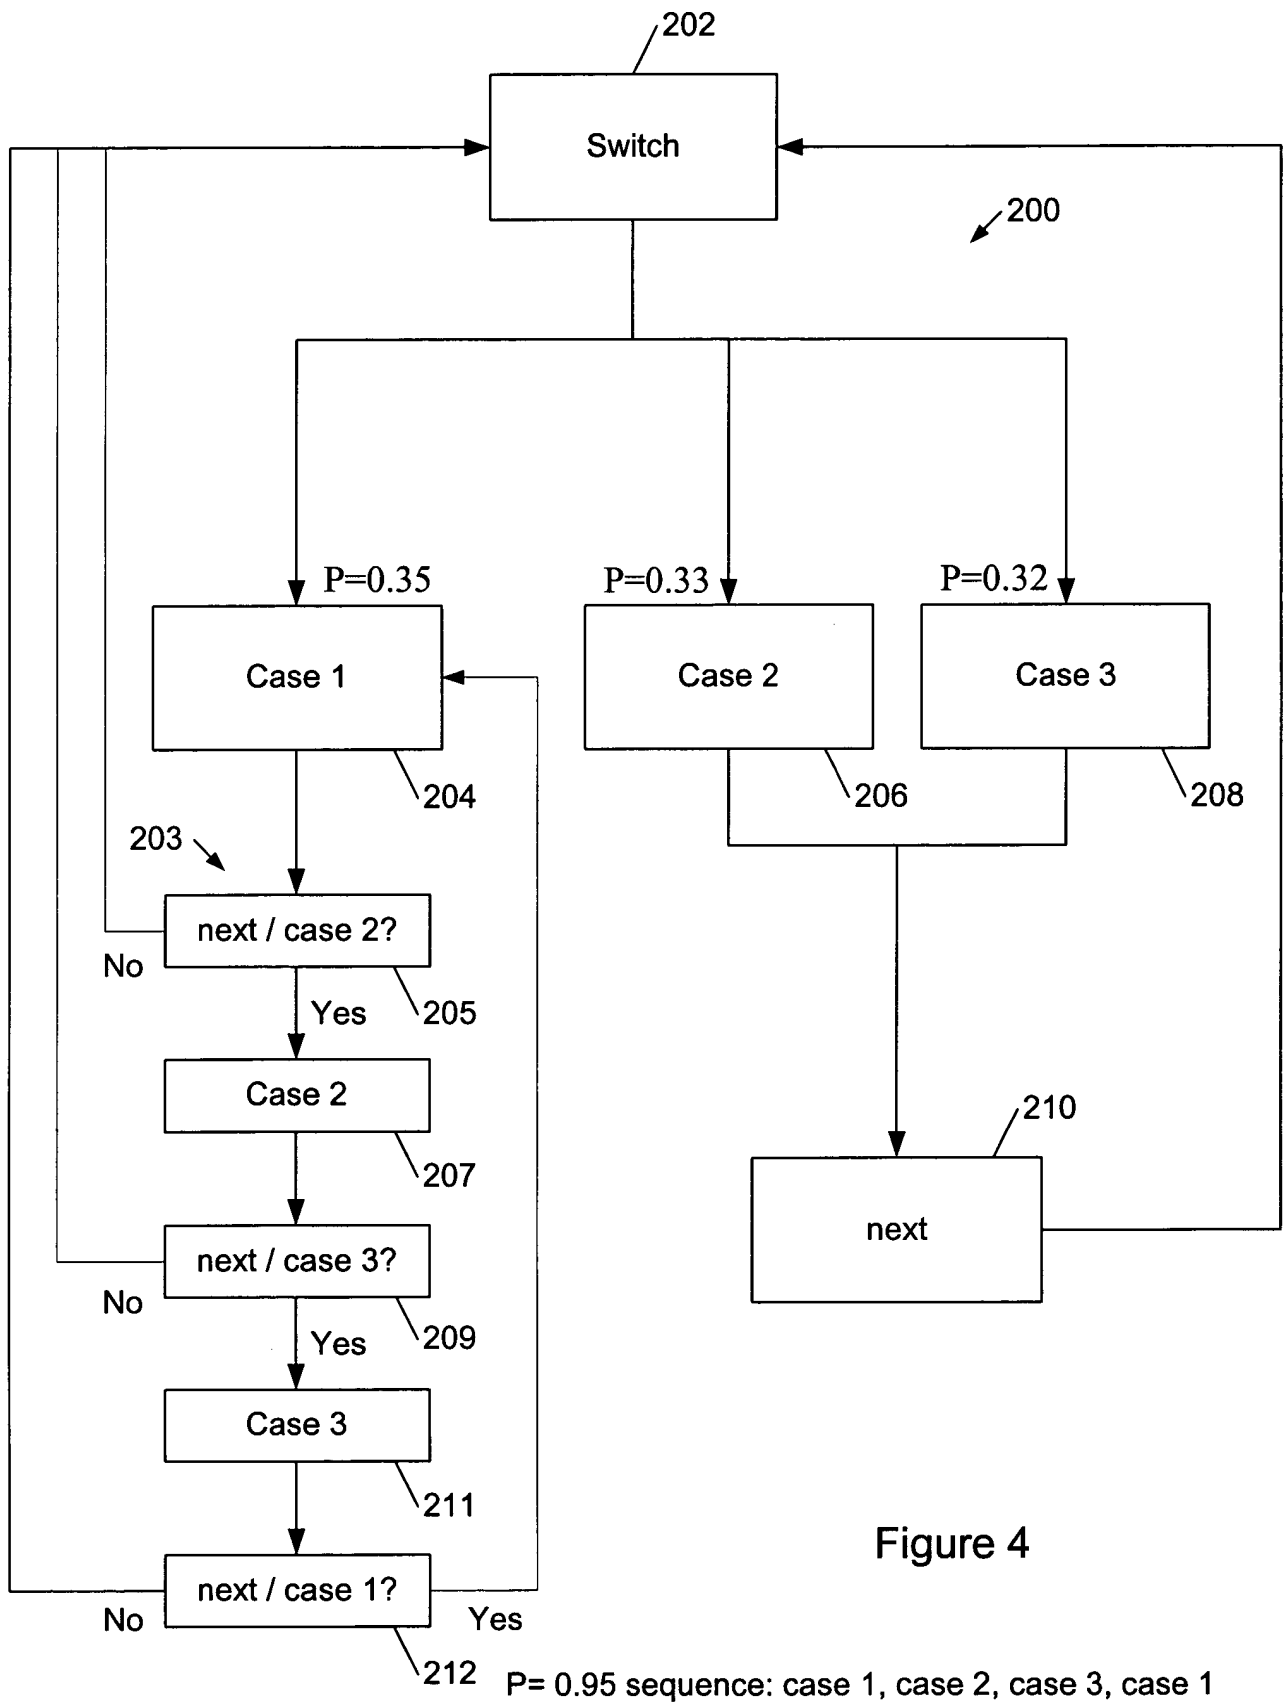 202
Switch
200
P=0.35
P=0.33
P=0.32
Case 1
Case 2
Case 3
204
206
208
203
next / case 2?
No
Yes
205
Case 2
207
210
next
next / case 3?
No
Yes
209
Case 3
211
Figure 4
next / case 1?
No
Yes
212
P= 0.95 sequence: case 1, case 2, case 3, case 1